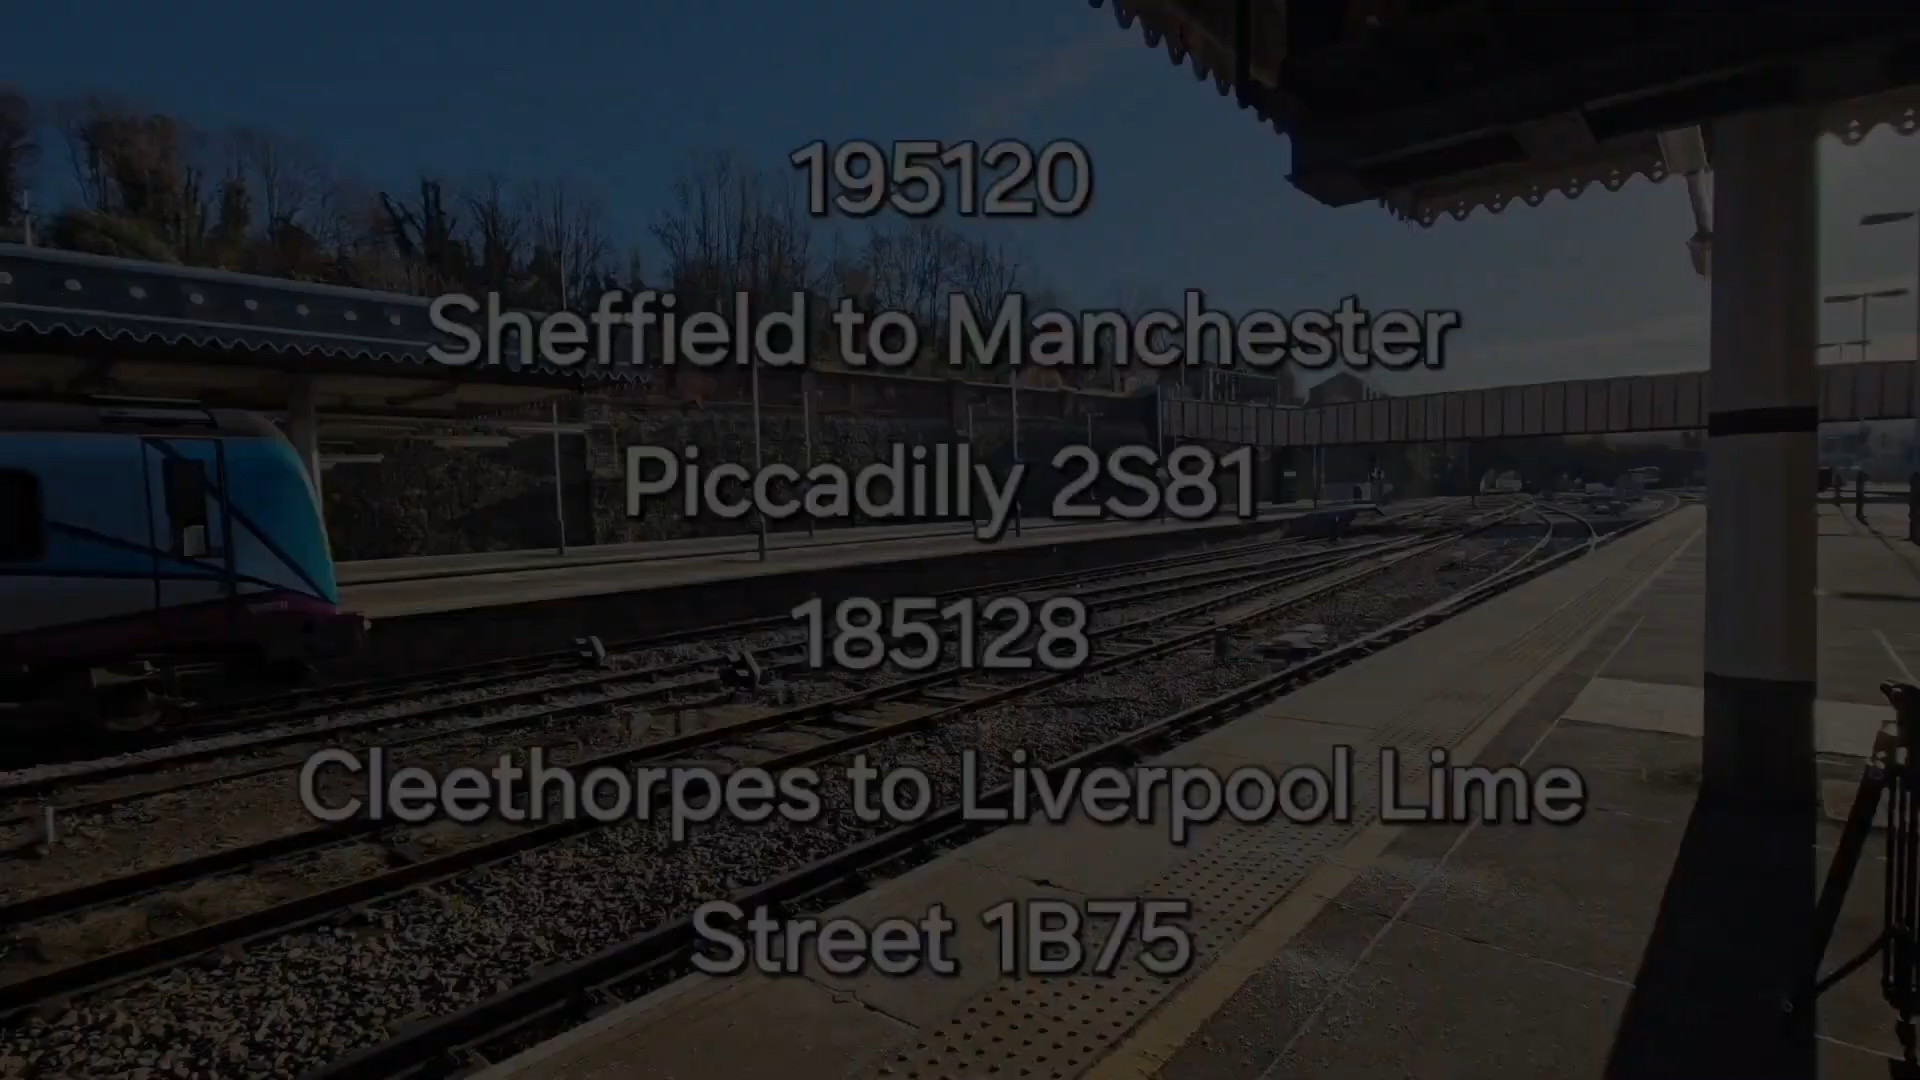 195120
Sheffield to Manchester
Piccadilly 2S81
185128
Cleethorpes to Liverpool Lime
Street 1B75